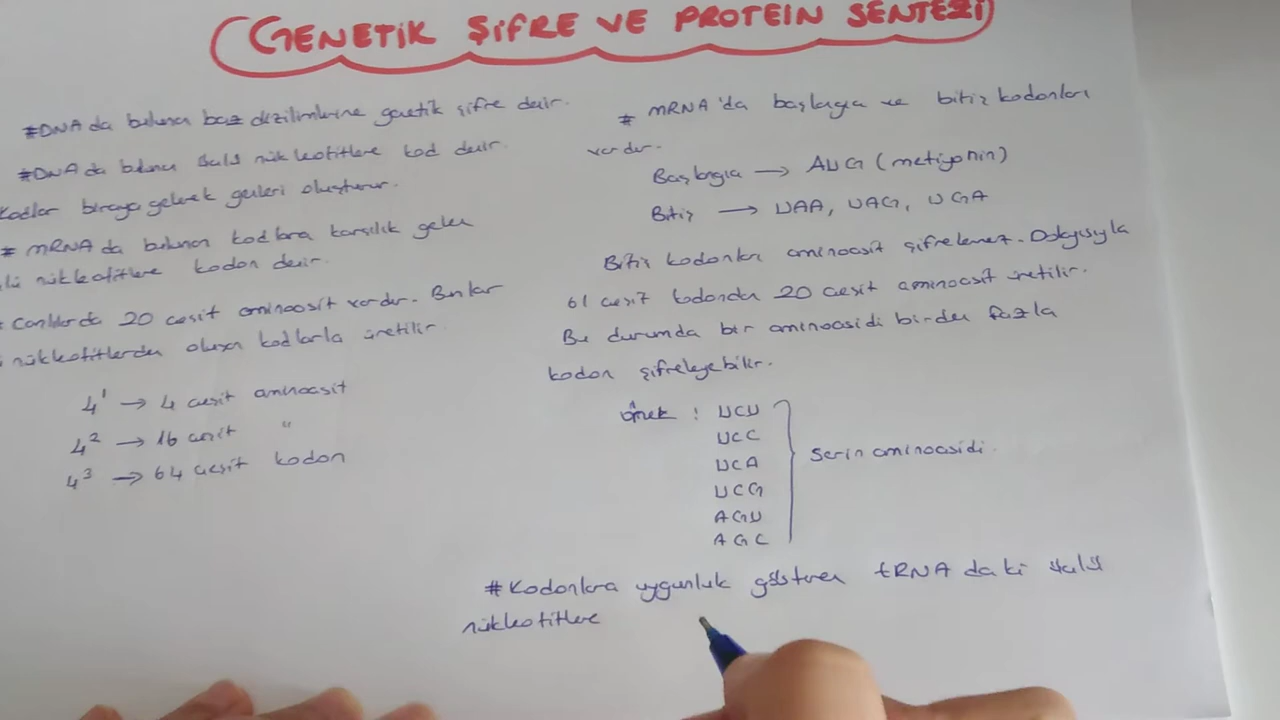 GENETİK ŞİFRE VE PROTEİN SENTEZİ
#DNA da bulunan baz dizilimlerine genetik şifre denir.
#DNA da bulunan üçlü nükleotitlere kod denir.
Kodlar biraraya gelerek genleri oluşturur.
# mRNA da bulunan kodlara karşılık gelen
nükleotitlere kodon denir.
Canlılarda 20 çeşit aminoasit vardır. Bunlar
nükleotitlerden oluşan kodlarla üretilir.
4¹ → 4 çeşit aminoasit
4² → 16 çeşit "
4³ → 64 çeşit kodon
# mRNA'da başlangıç ve bitiş kodonları
vardır.
Başlangıç → AUG (metiyonin)
Bitiş → UAA, UAG, UGA
Bitiş kodonları aminoasit şifrelemez. Dolayısıyla
61 çeşit kodondan 20 çeşit aminoasit üretilir.
Bu durumda bir aminoasidi birden fazla
kodon şifreleyebilir.
Örnek : UCU
UCC
UCA
UCG
AGU
AGC
Serin aminoasidi.
#Kodonlara uygunluk gösteren tRNA daki üçlü
nükleotitlere